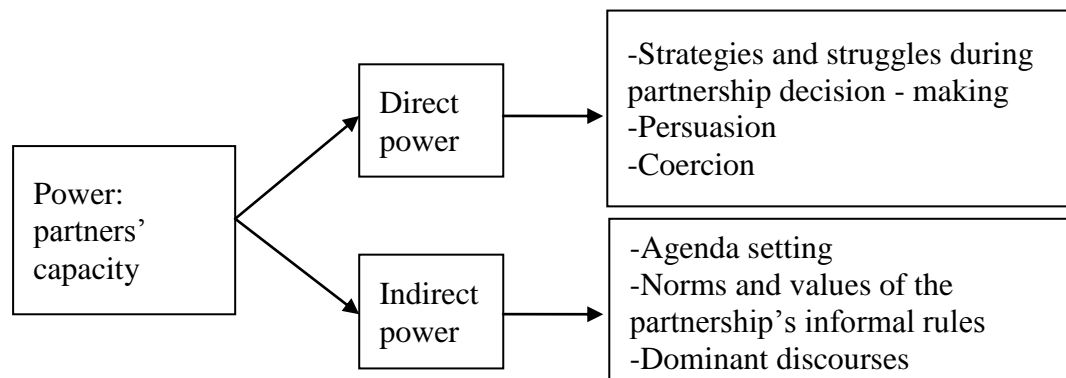 Power:
partners’
capacity
Direct
power
-Strategies and struggles during
partnership decision - making
-Persuasion
-Coercion
Indirect
power
-Agenda setting
-Norms and values of the
partnership’s informal rules
-Dominant discourses